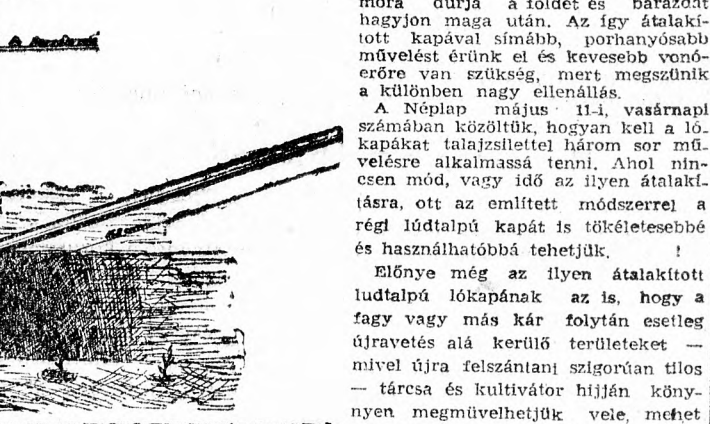 móra durja a földet és barázdát
hagyjon maga után. Az így átalakí-
tott kapával símább, porhanyósabb
művelést érünk el és kevesebb vonó-
erőre van szükség, mert megszünik
a különben nagy ellenállás.
A Néplap május 11-i, vasárnapi
számában közöltük, hogyan kell a ló-
kapákat talajzsilettel három sor mű-
velésre alkalmassá tenni. Ahol nin-
csen mód, vagy idő az ilyen átalakí-
tásra, ott az említett módszerrel a
régi lúdtalpú kapát is tökéletesebbé
és használhatóbbá tehetjük. !
Előnye még az ilyen átalakított
ludtalpú lókapának az is, hogy a
fagy vagy más kár folytán esetleg
újravetés alá kerülő területeket —
mivel újra felszántani szigorúan tilos
— tárcsa és kultivátor hijján köny-
nyen megművelhetjük vele, mehet